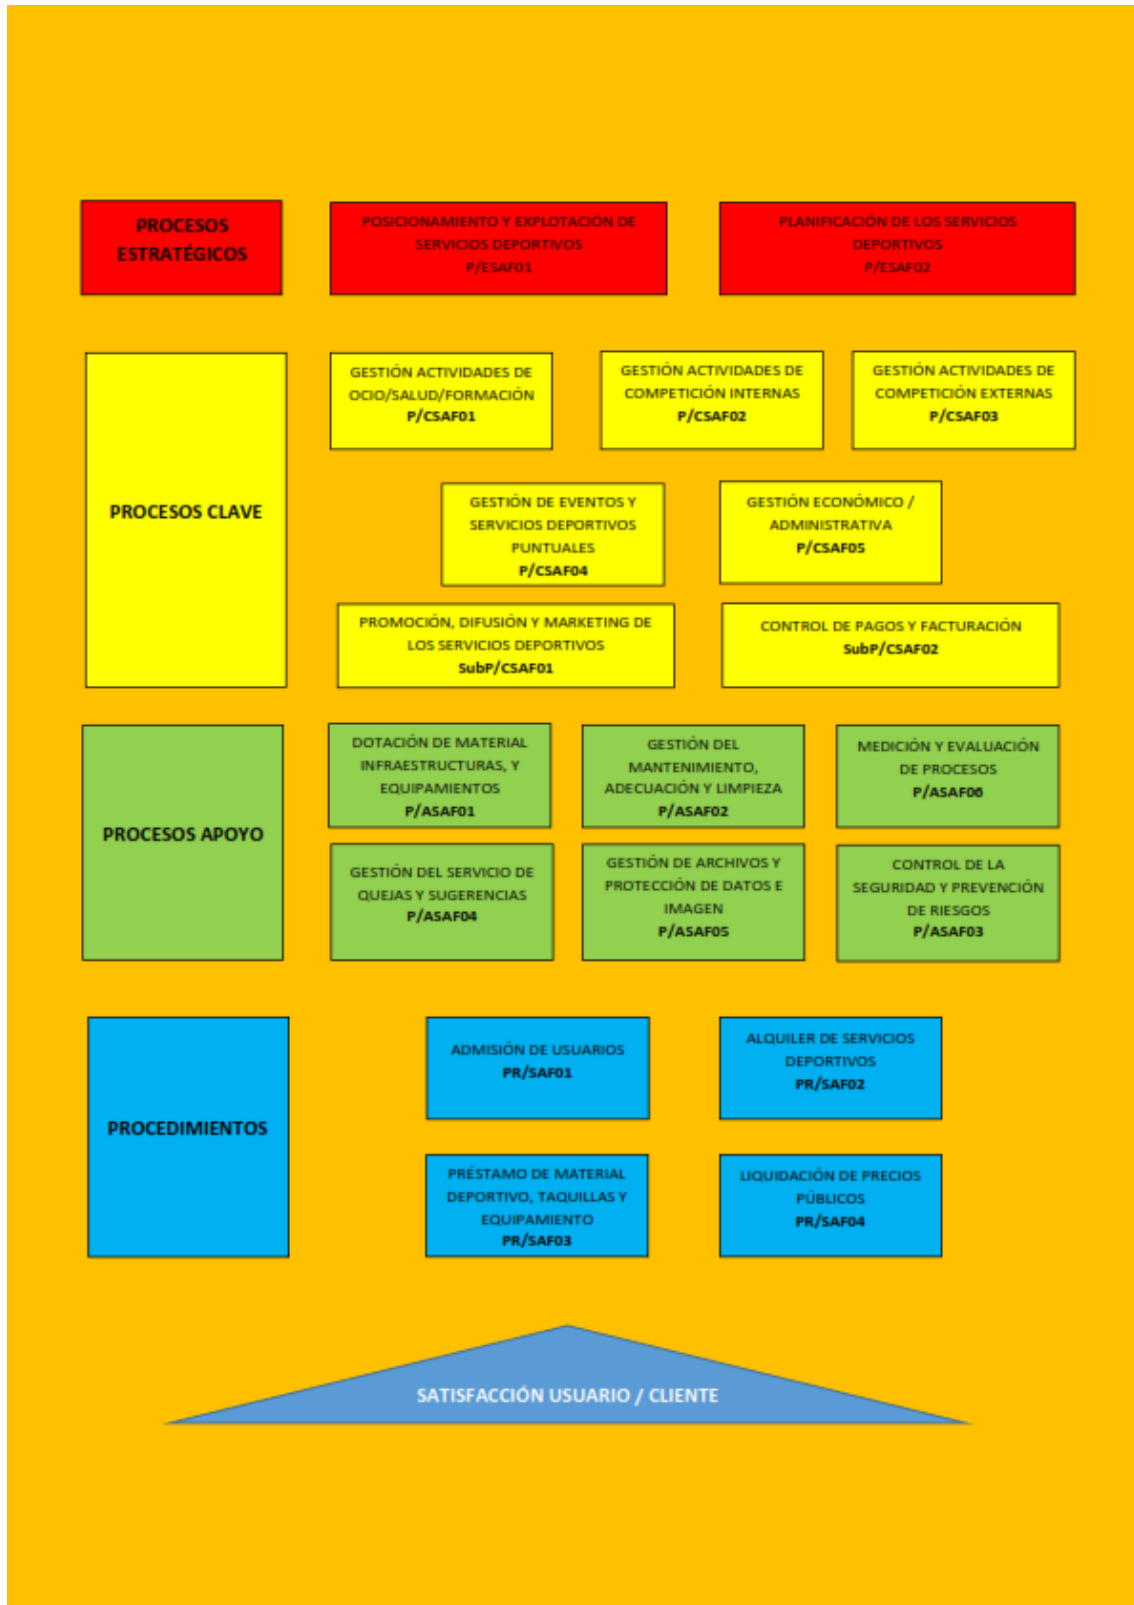 PROCESOS
ESTRATÉGICOS
POSICIONAMIENTO Y EXPLOTACIÓN DE
SERVICIOS DEPORTIVOS
P/ESAF01
PLANIFICACIÓN DE LOS SERVICIOS
DEPORTIVOS
P/ESAF02
PROCESOS CLAVE
GESTIÓN ACTIVIDADES DE
OCIO/SALUD/FORMACIÓN
P/CSAF01
GESTIÓN ACTIVIDADES DE
COMPETICIÓN INTERNAS
P/CSAF02
GESTIÓN ACTIVIDADES DE
COMPETICIÓN EXTERNAS
P/CSAF03
GESTIÓN DE EVENTOS Y
SERVICIOS DEPORTIVOS
PUNTUALES
P/CSAF04
GESTIÓN ECONÓMICO /
ADMINISTRATIVA
P/CSAF05
PROMOCIÓN, DIFUSIÓN Y MARKETING DE
LOS SERVICIOS DEPORTIVOS
SubP/CSAF01
CONTROL DE PAGOS Y FACTURACIÓN
SubP/CSAF02
PROCESOS APOYO
DOTACIÓN DE MATERIAL
INFRAESTRUCTURAS, Y
EQUIPAMIENTOS
P/ASAF01
GESTIÓN DEL
MANTENIMIENTO,
ADECUACIÓN Y LIMPIEZA
P/ASAF02
MEDICIÓN Y EVALUACIÓN
DE PROCESOS
P/ASAF06
GESTIÓN DEL SERVICIO DE
QUEJAS Y SUGERENCIAS
P/ASAF04
GESTIÓN DE ARCHIVOS Y
PROTECCIÓN DE DATOS E
IMAGEN
P/ASAF05
CONTROL DE LA
SEGURIDAD Y PREVENCIÓN
DE RIESGOS
P/ASAF03
PROCEDIMIENTOS
ADMISIÓN DE USUARIOS
PR/SAF01
ALQUILER DE SERVICIOS
DEPORTIVOS
PR/SAF02
PRÉSTAMO DE MATERIAL
DEPORTIVO, TAQUILLAS Y
EQUIPAMIENTO
PR/SAF03
LIQUIDACIÓN DE PRECIOS
PÚBLICOS
PR/SAF04
SATISFACCIÓN USUARIO / CLIENTE